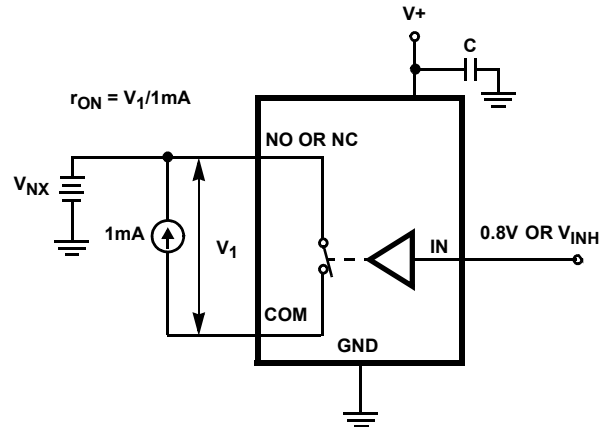 V+
C
rON = V1/1mA
NO OR NC
VNX
1mA
V1
IN
0.8V OR VINH
COM
GND